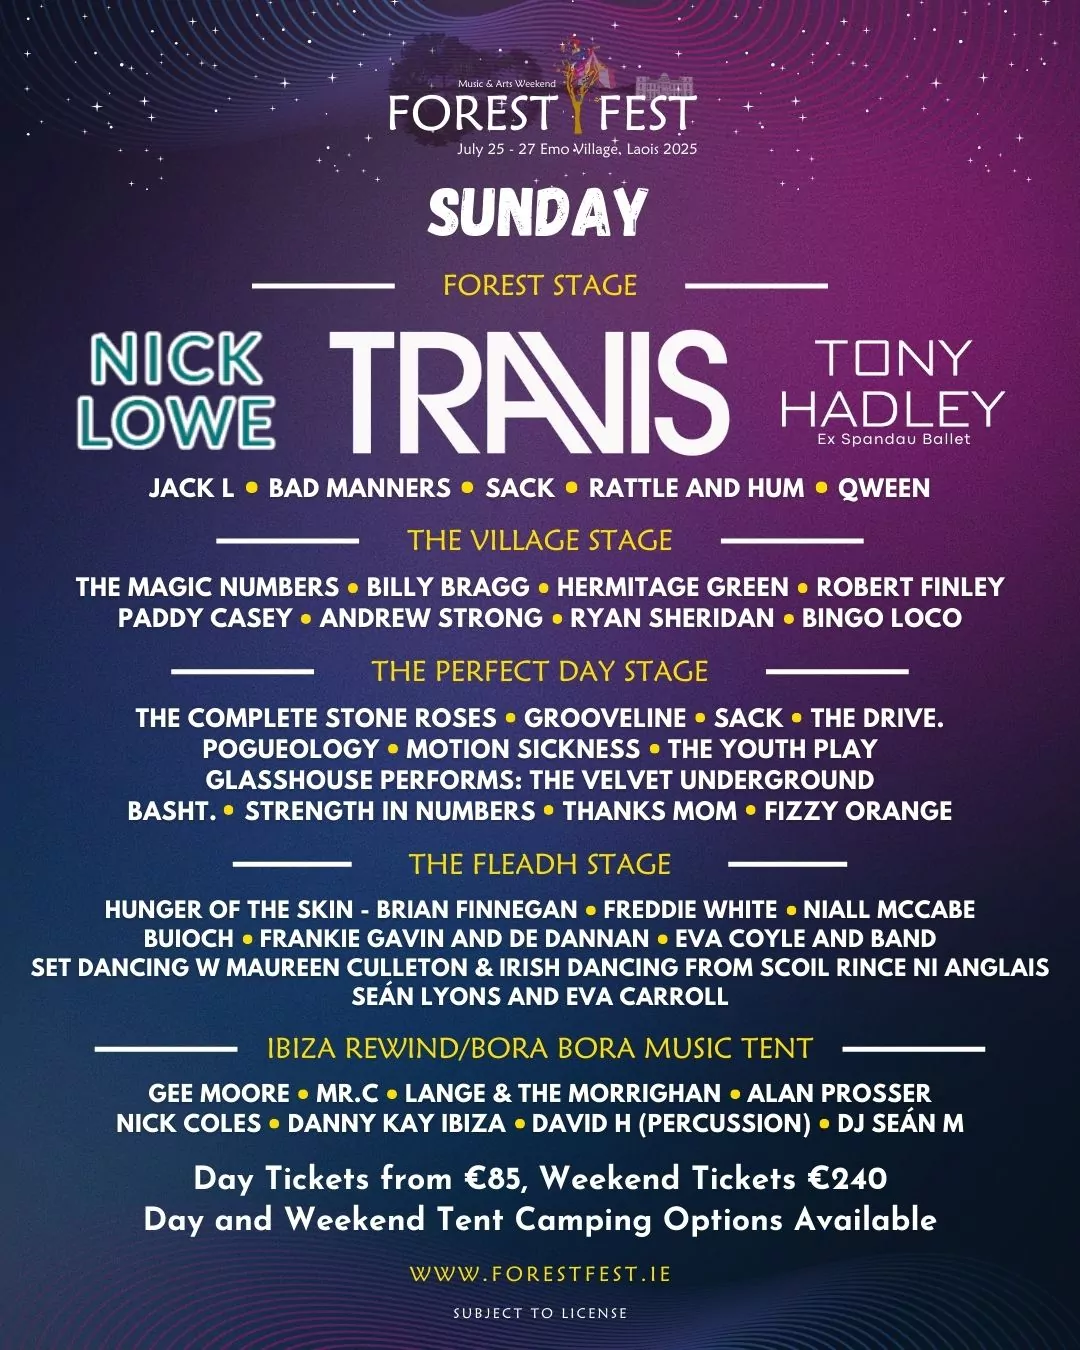 Music & Arts Weekend
FOREST FEST
July 25 - 27 Emo Village, Laois 2025
SUNDAY
FOREST STAGE
NICK LOWE
TRAVIS
TONY HADLEY
Ex Spandau Ballet
JACK L • BAD MANNERS • SACK • RATTLE AND HUM • QWEEN
THE VILLAGE STAGE
THE MAGIC NUMBERS • BILLY BRAGG • HERMITAGE GREEN • ROBERT FINLEY
PADDY CASEY • ANDREW STRONG • RYAN SHERIDAN • BINGO LOCO
THE PERFECT DAY STAGE
THE COMPLETE STONE ROSES • GROOVELINE • SACK • THE DRIVE.
POGUEOLOGY • MOTION SICKNESS • THE YOUTH PLAY
GLASSHOUSE PERFORMS: THE VELVET UNDERGROUND
BASHT. • STRENGTH IN NUMBERS • THANKS MOM • FIZZY ORANGE
THE FLEADH STAGE
HUNGER OF THE SKIN - BRIAN FINNEGAN • FREDDIE WHITE • NIALL MCCABE
BUIOCH • FRANKIE GAVIN AND DE DANNAN • EVA COYLE AND BAND
SET DANCING W MAUREEN CULLETON & IRISH DANCING FROM SCOIL RINCE NI ANGLAIS
SEÁN LYONS AND EVA CARROLL
IBIZA REWIND/BORA BORA MUSIC TENT
GEE MOORE • MR.C • LANGE & THE MORRIGHAN • ALAN PROSSER
NICK COLES • DANNY KAY IBIZA • DAVID H (PERCUSSION) • DJ SEÁN M
Day Tickets from €85, Weekend Tickets €240
Day and Weekend Tent Camping Options Available
WWW.FORESTFEST.IE
SUBJECT TO LICENSE